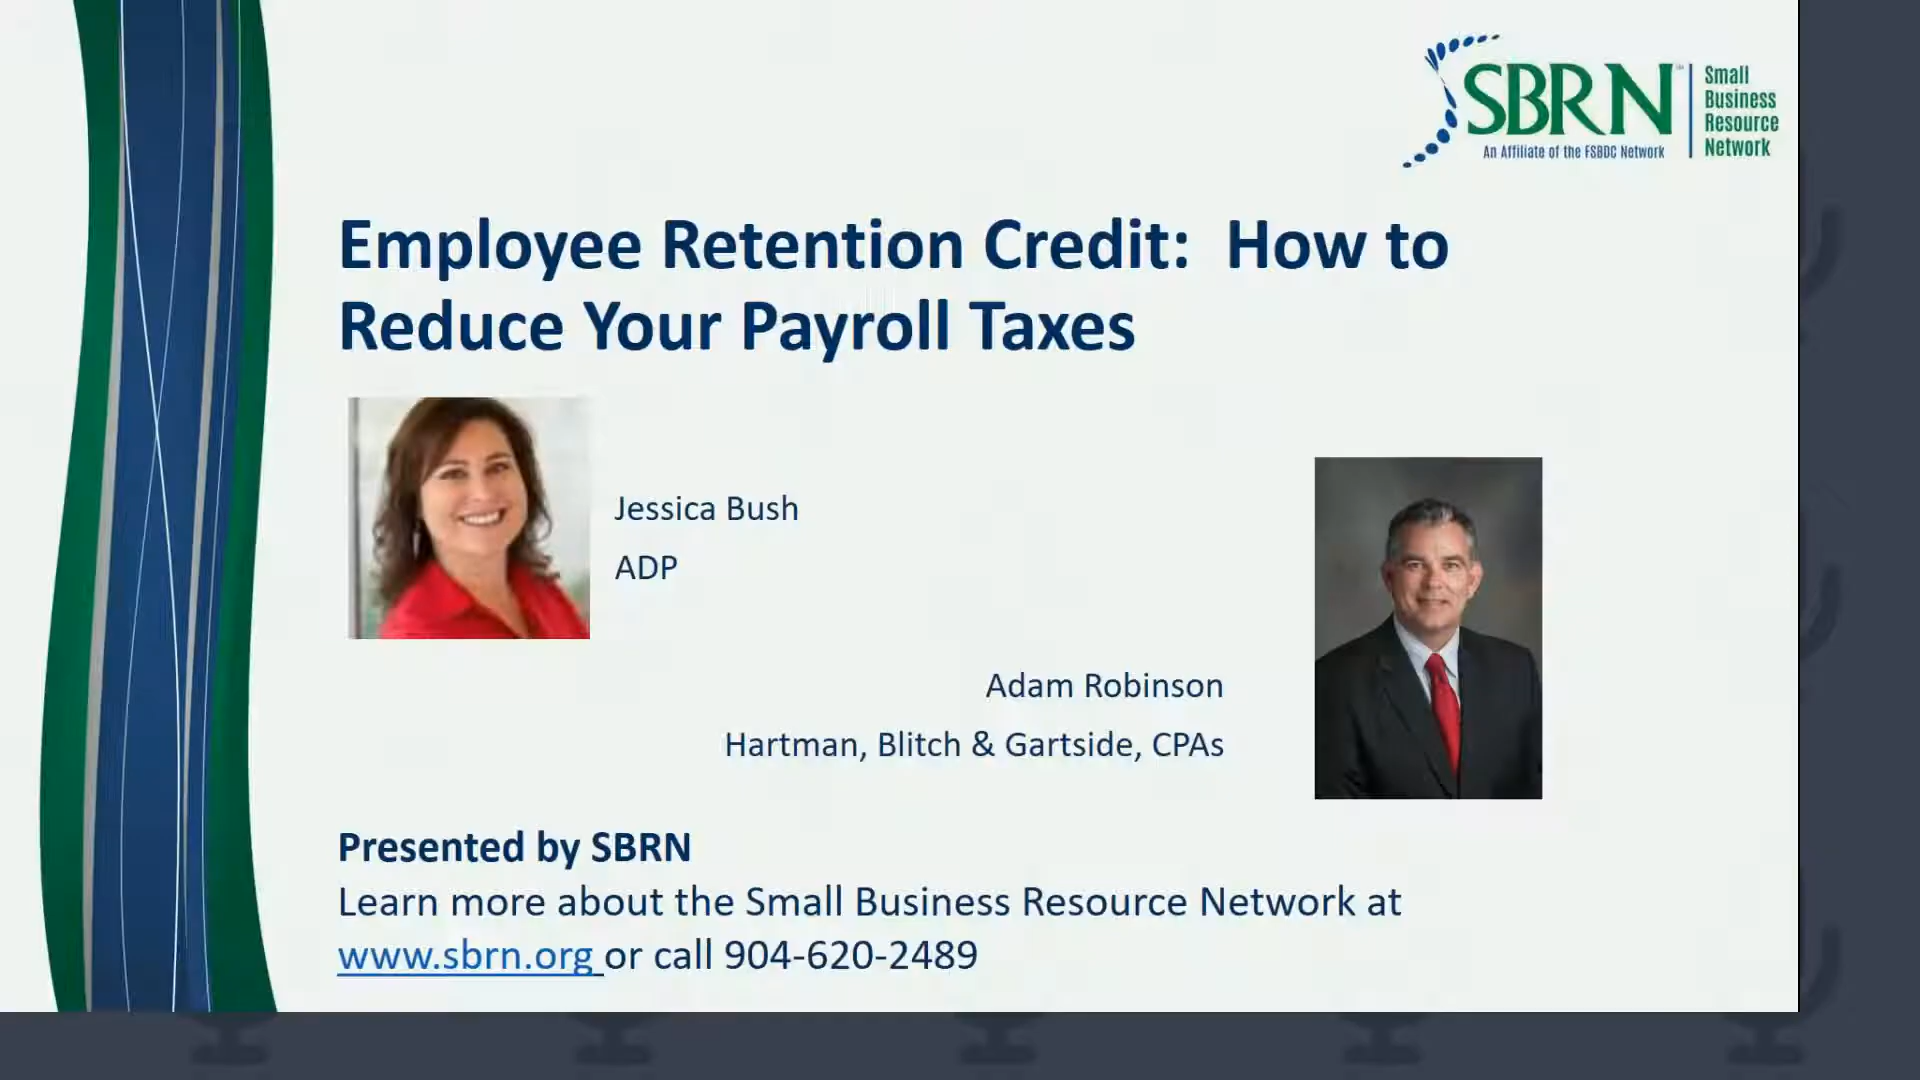 SBRN
An Affiliate of the FSBDC Network
Small
Business
Resource
Network
Employee Retention Credit: How to
Reduce Your Payroll Taxes
Jessica Bush
ADP
Adam Robinson
Hartman, Blitch & Gartside, CPAs
Presented by SBRN
Learn more about the Small Business Resource Network at
www.sbrn.org or call 904-620-2489